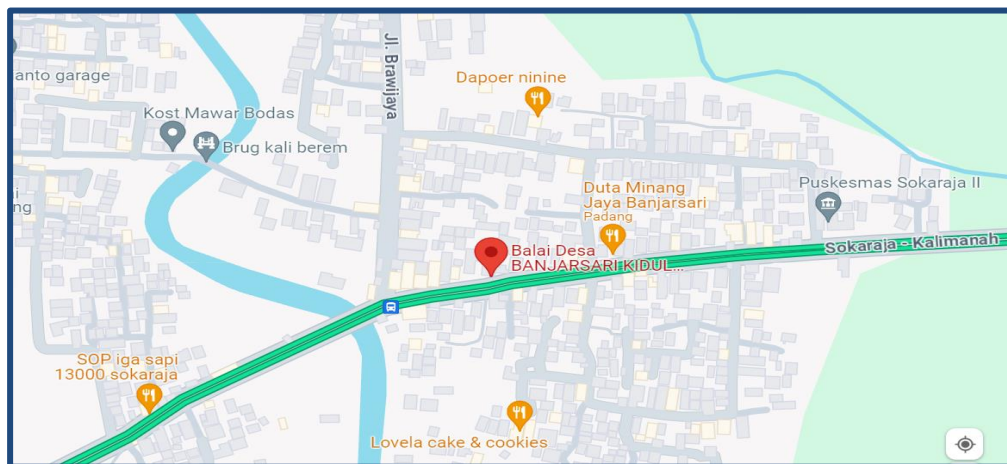 anto garage
Jl. Brawijaya
Dapoer ninine
Kost Mawar Bodas
Brug kali berem
Duta Minang
Jaya Banjarsari
Padang
Puskesmas Sokaraja II
Balai Desa
BANJARSARI KIDUL...
Sokaraja - Kalimanah
SOP iga sapi
13000 sokaraja
Lovela cake & cookies